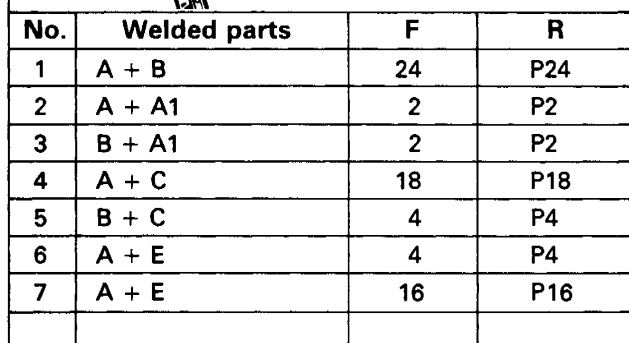 No. Welded parts F R
1 A + B 24 P24
2 A + A1 2 P2
3 B + A1 2 P2
4 A + C 18 P18
5 B + C 4 P4
6 A + E 4 P4
7 A + E 16 P16